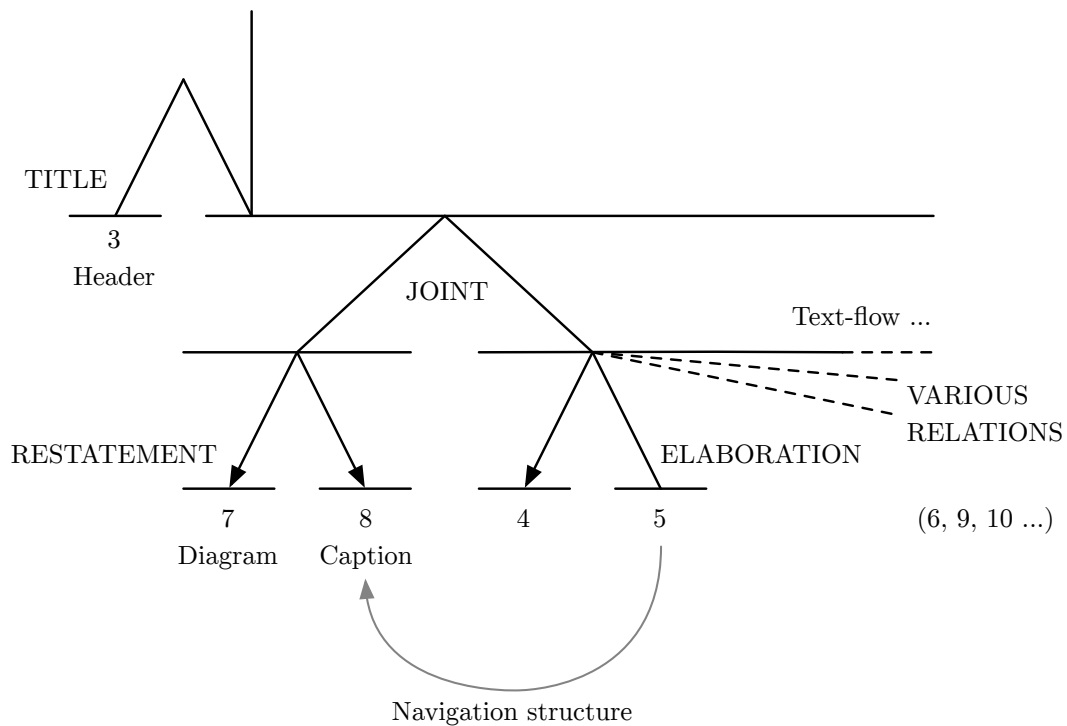 TITLE
3
Header
JOINT
Text-flow ...
VARIOUS
RELATIONS
RESTATEMENT
ELABORATION
7
8
4
5
(6, 9, 10 ...)
Diagram
Caption
Navigation structure